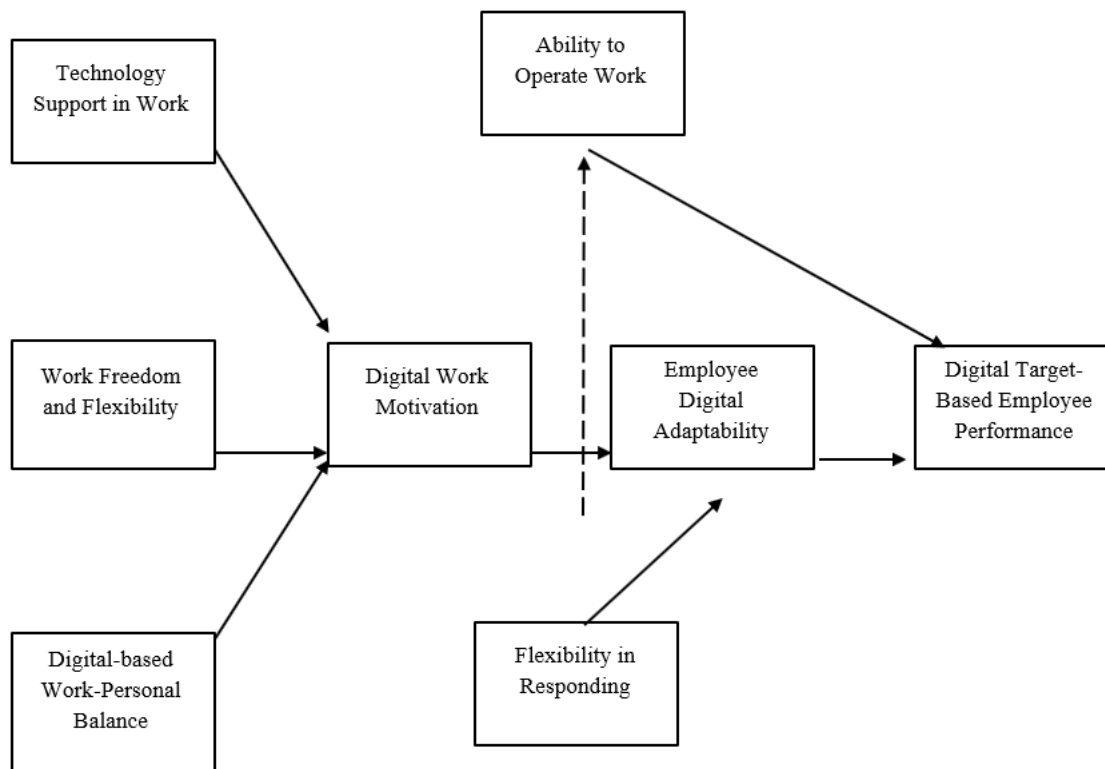 Technology
Support in Work
Ability to
Operate Work
Work Freedom
and Flexibility
Digital Work
Motivation
Employee
Digital
Adaptability
Digital Target-
Based Employee
Performance
Digital-based
Work-Personal
Balance
Flexibility in
Responding